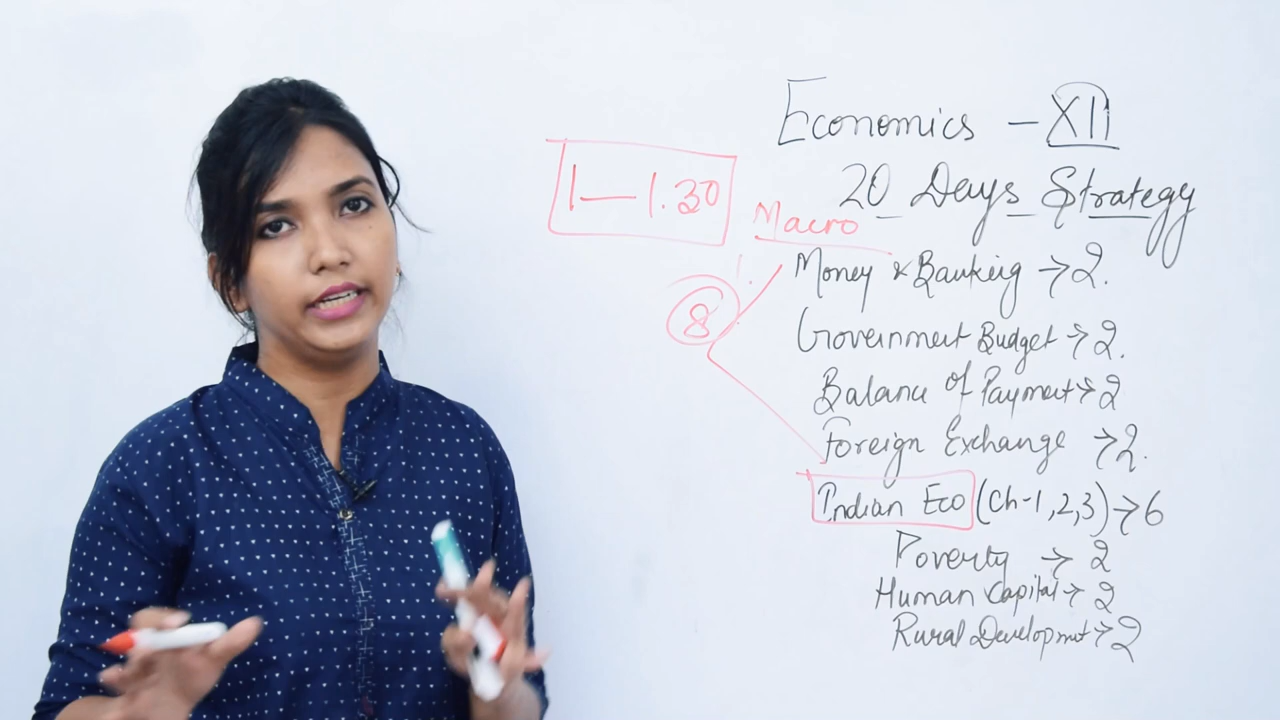 Economics – XII
20 Days Strategy
1 — 1.30
Macro
Money & Banking → 2.
8
Government Budget → 2.
Balance of Payment → 2
Foreign Exchange → 2.
Indian Eco (Ch-1,2,3) → 6
Poverty → 2
Human Capital → 2
Rural Development → 2